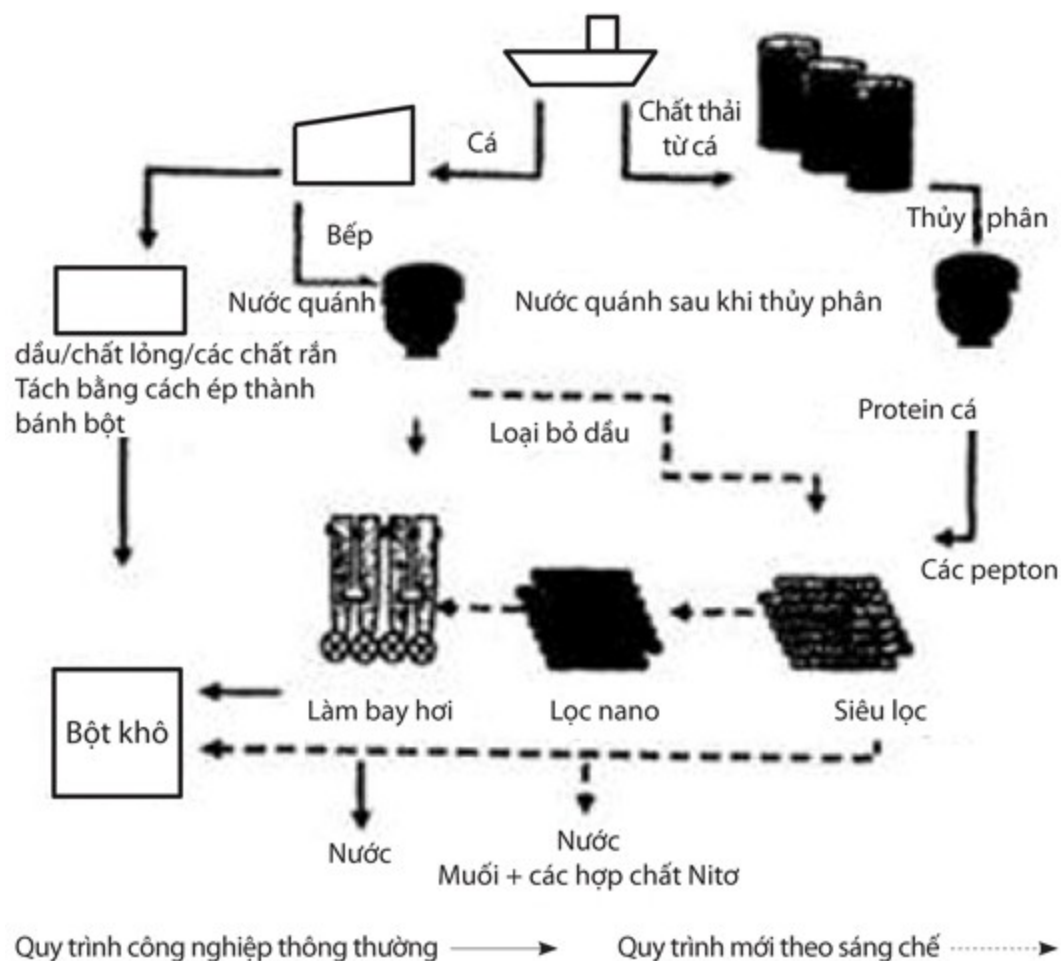 Chất thải
từ cá
Cá
Thủy phân
Bếp
Nước quánh
Nước quánh sau khi thủy phân
dầu/chất lỏng/các chất rắn
Tách bằng cách ép thành
bánh bột
Loại bỏ dầu
Protein cá
Các pepton
Bột khô
Làm bay hơi
Lọc nano
Siêu lọc
Nước
Nước
Muối + các hợp chất Nitơ
Quy trình công nghiệp thông thường
Quy trình mới theo sáng chế